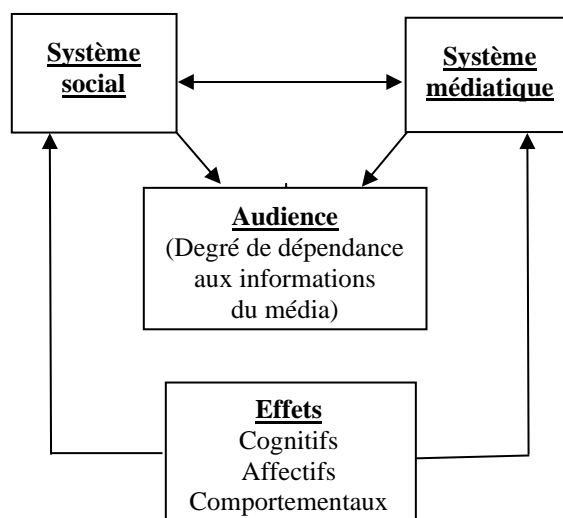 Système
social
Système
médiatique
Audience
(Degré de dépendance
aux informations
du média)
Effets
Cognitifs
Affectifs
Comportementaux